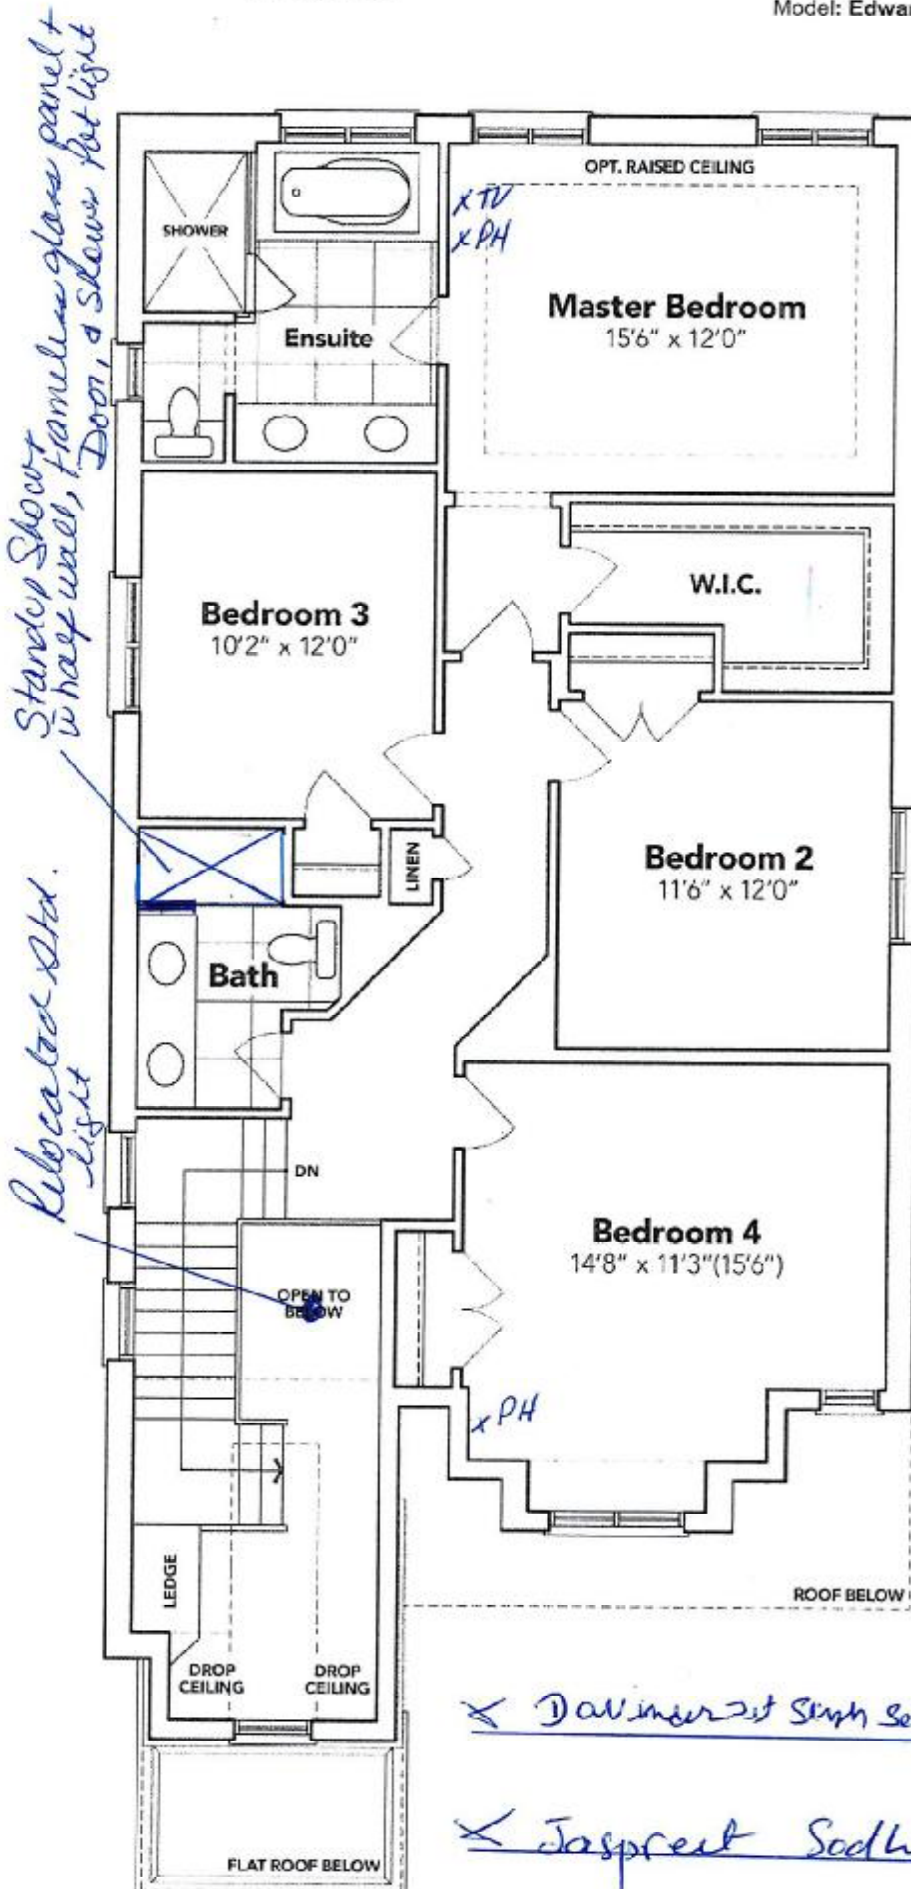 Model: Edwar
Standup Shower
w half wall, Frameless glass panel +
Door, & Shower Pot light
OPT. RAISED CEILING
x TV
x PH
SHOWER
Master Bedroom
15'6" x 12'0"
Ensuite
W.I.C.
Bedroom 3
10'2" x 12'0"
Bedroom 2
11'6" x 12'0"
LINEN
Bath
Relocated Std.
light
DN
Bedroom 4
14'8" x 11'3"(15'6")
OPEN TO
BELOW
x PH
LEDGE
ROOF BELOW
DROP
CEILING
DROP
CEILING
x Singh
x Jaspreet Sodh
FLAT ROOF BELOW